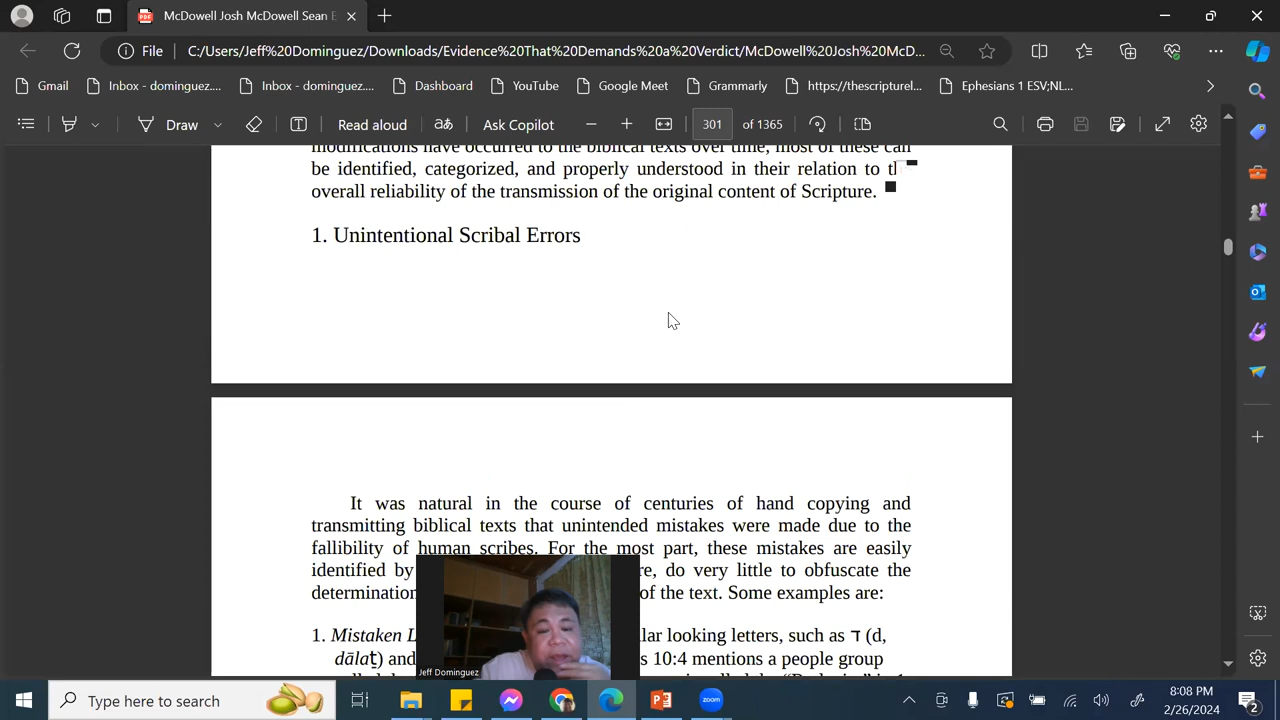 McDowell Josh McDowell Sean E
File
C:/Users/Jeff%20Dominguez/Downloads/Evidence%20That%20Demands%20a%20Verdict/McDowell%20Josh%20McD...
Gmail
Inbox - dominguez....
Inbox - dominguez....
Dashboard
YouTube
Google Meet
Grammarly
https://thescripturel...
Ephesians 1 ESV;NL...
Draw
Read aloud
aあ
Ask Copilot
301
of 1365
modifications have occurred to the biblical texts over time, most of these can
be identified, categorized, and properly understood in their relation to
overall reliability of the transmission of the original content of Scripture.
1. Unintentional Scribal Errors
It was natural in the course of centuries of hand copying and
transmitting biblical texts that unintended mistakes were made due to the
fallibility of human scribes. For the most part, these mistakes are easily
identified by re, do very little to obfuscate the
determination of the text. Some examples are:
1. Mistaken L lar looking letters, such as ד (d,
dālaṯ) and s 10:4 mentions a people group
Jeff Dominguez
Type here to search
zoom
8:08 PM
2/26/2024
2